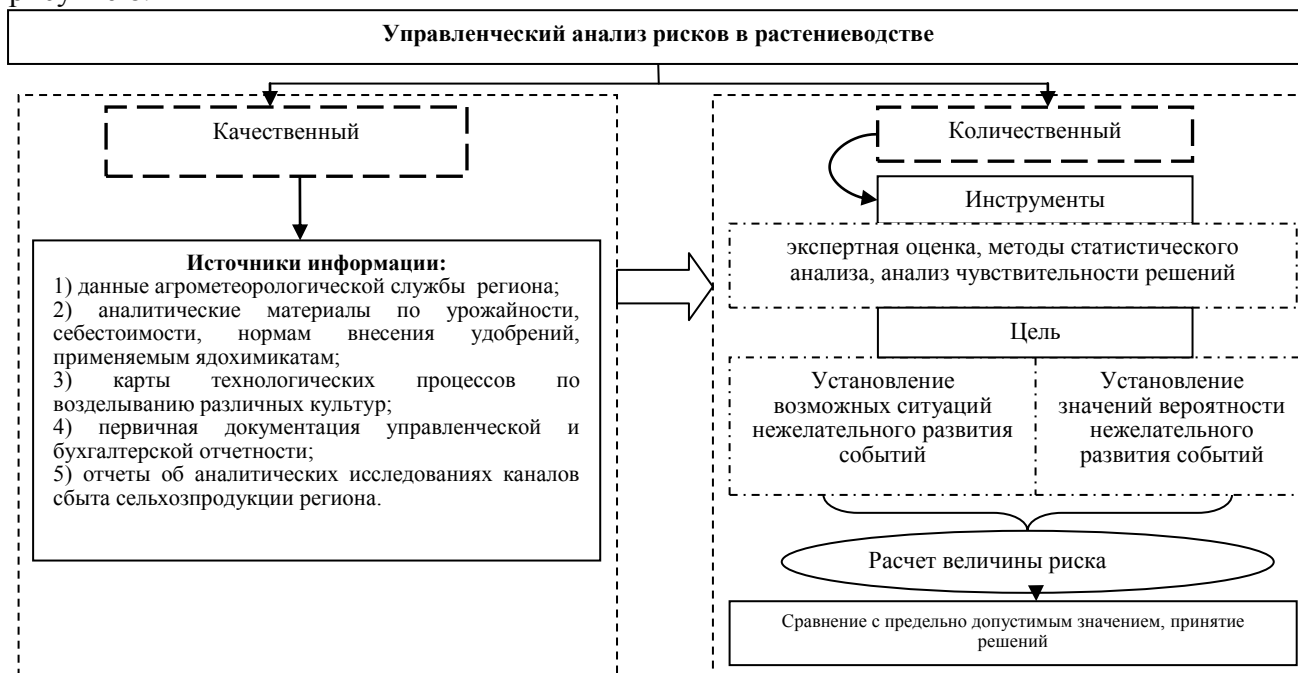 Управленческий анализ рисков в растениеводстве
Качественный
Источники информации:
1) данные агрометеорологической службы региона;
2) аналитические материалы по урожайности,
себестоимости, нормам внесения удобрений,
применяемым ядохимикатам;
3) карты технологических процессов по
возделыванию различных культур;
4) первичная документация управленческой и
бухгалтерской отчетности;
5) отчеты об аналитических исследованиях каналов
сбыта сельхозпродукции региона.
Количественный
Инструменты
экспертная оценка, методы статистического
анализа, анализ чувствительности решений
Цель
Установление
возможных ситуаций
нежелательного развития
событий
Установление
значений вероятности
нежелательного
развития событий
Расчет величины риска
Сравнение с предельно допустимым значением, принятие
решений